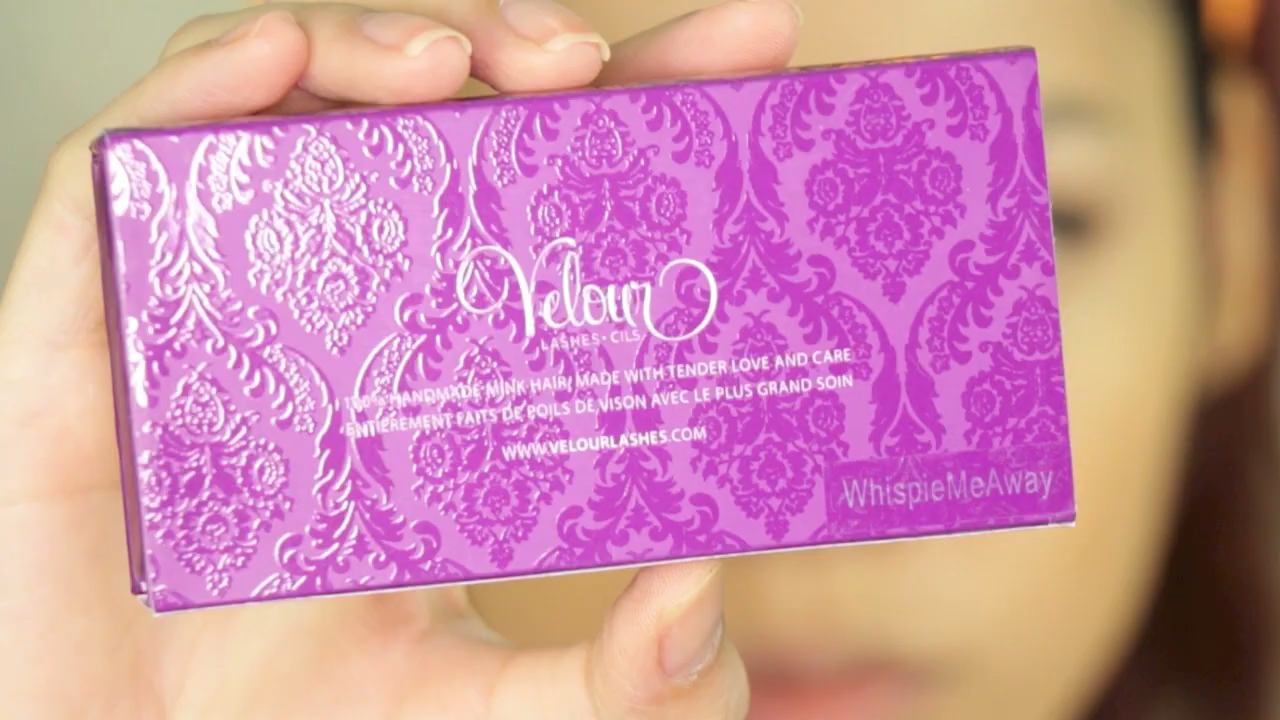 Velour
LASHES • CILS
100% HANDMADE MINK HAIR, MADE WITH TENDER LOVE AND CARE
ENTIÈREMENT FAITS DE POILS DE VISON AVEC LE PLUS GRAND SOIN
WWW.VELOURLASHES.COM
WhispieMeAway